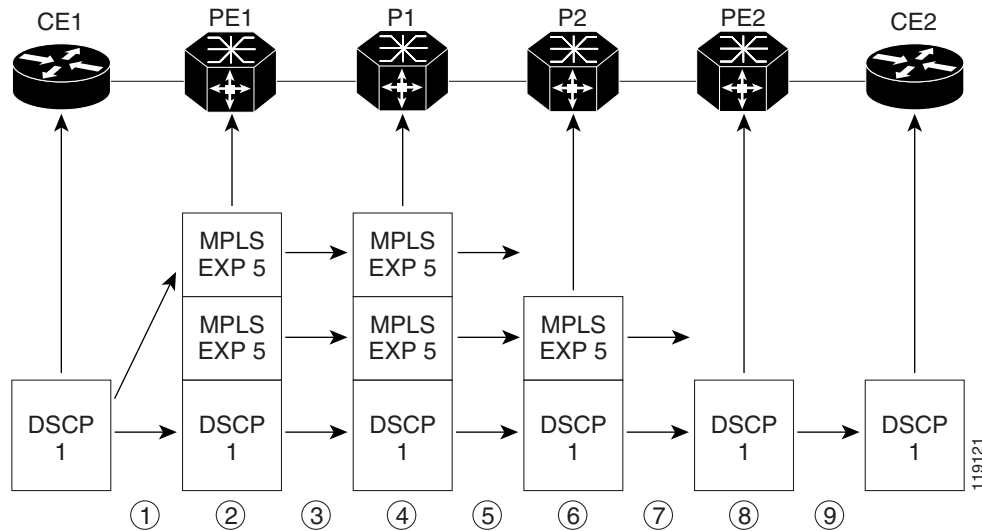 CE1 PE1 P1 P2 PE2 CE2
MPLS
EXP 5
MPLS
EXP 5
MPLS
EXP 5
MPLS
EXP 5
MPLS
EXP 5
DSCP
1
DSCP
1
DSCP
1
DSCP
1
DSCP
1
DSCP
1
1 2 3 4 5 6 7 8 9
119121